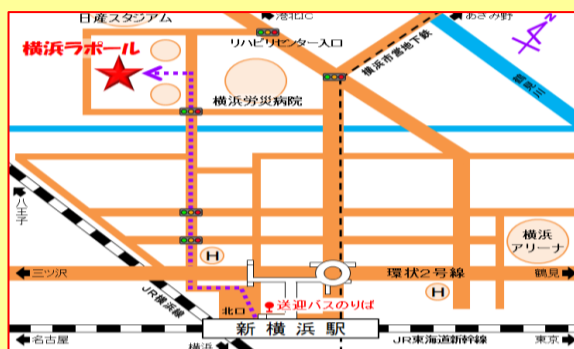 日産スタジアム
港北IC
あざみ野
横浜ラポール
リハビリセンター入口
横浜市営地下鉄
鶴見川
横浜労災病院
八王子
横浜
アリーナ
H
三ツ沢
環状2号線
鶴見
H
JR横浜線
北口
送迎バスのりば
新横浜駅
名古屋
横浜
JR東海道新幹線
東京